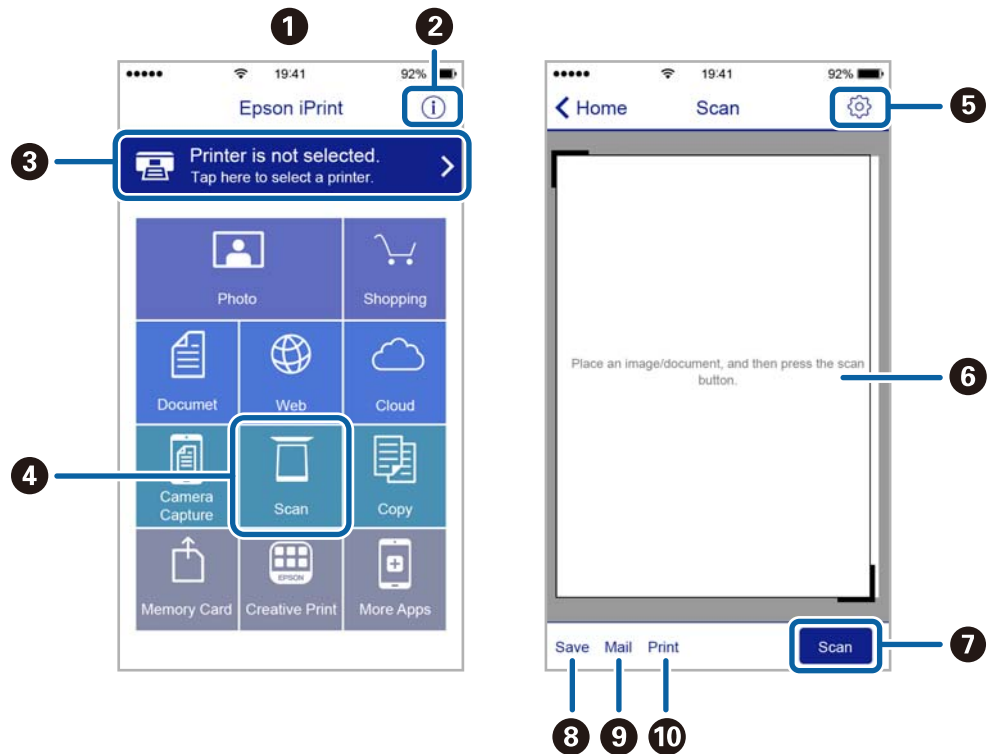 1
2
19:41
92%
Epson iPrint
i
3
Printer is not selected.
Tap here to select a printer.
Photo
Shopping
Documet
Web
Cloud
4
Camera
Capture
Scan
Copy
EPSON
Memory Card
Creative Print
More Apps
19:41
92%
Home
Scan
5
Place an image/document, and then press the scan
button.
6
Save Mail Print
Scan
7
8
9
10